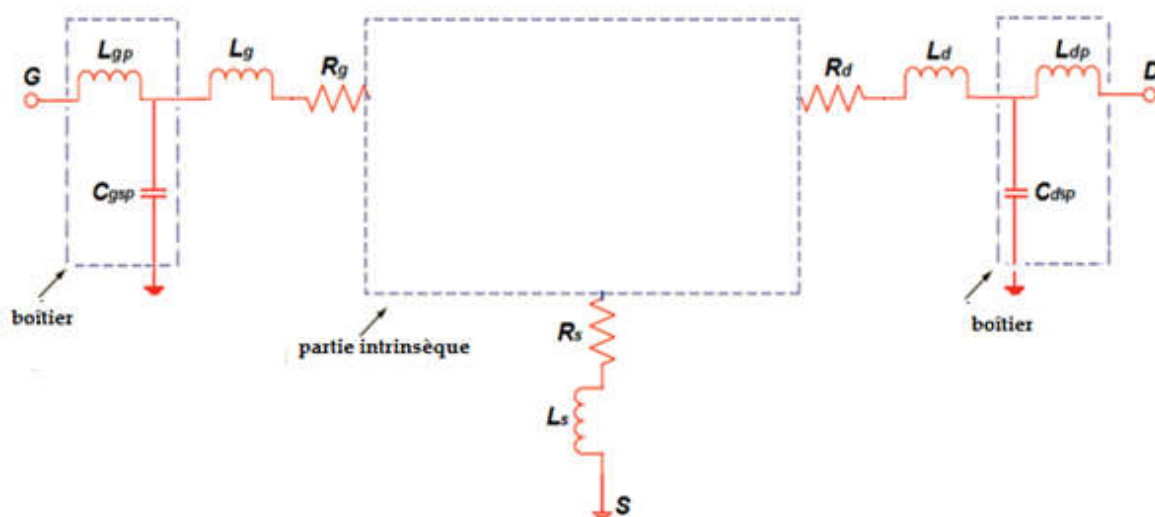 Lgp
Lg
Rg
G
Cgsp
boîtier
partie intrinsèque
Rs
Ls
S
Rd
Ld
Ldp
D
Cdsp
boîtier